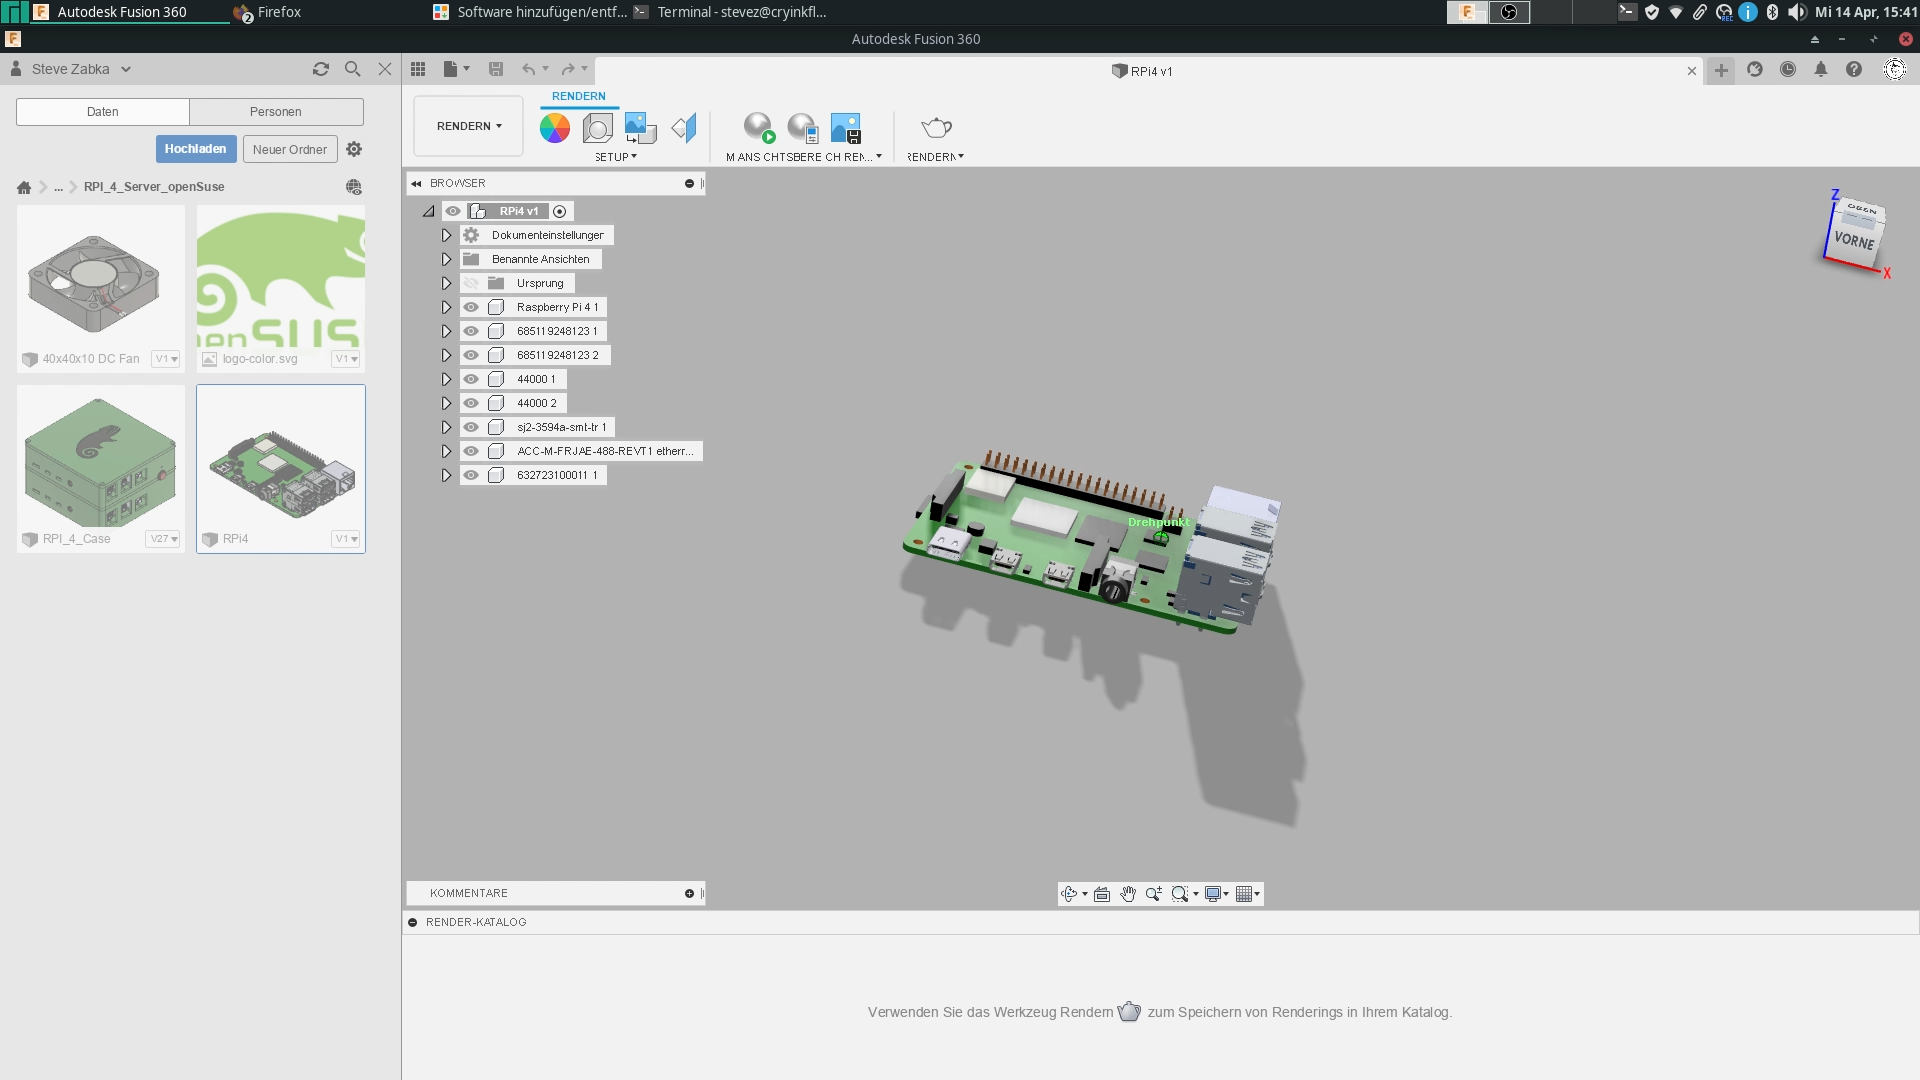 Autodesk Fusion 360
2
Firefox
Software hinzufügen/entf...
Terminal - stevez@cryinkfl...
REC
Mi 14 Apr, 15:41
Autodesk Fusion 360
Steve Zabka
RPi4 v1
Daten
Personen
Hochladen
Neuer Ordner
... RPI_4_Server_openSuse
40x40x10 DC Fan
V1
openSUS
logo-color.svg
V1
RPI_4_Case
V27
RPi4
V1
RENDERN
RENDERN
SETUP
M ANS CHTSBERE CH REN...
RENDERN
BROWSER
RPi4 v1
Dokumenteinstellungen
Benannte Ansichten
Ursprung
Raspberry Pi 4 1
685119248123 1
685119248123 2
44000 1
44000 2
sj2-3594a-smt-tr 1
ACC-M-FRJAE-488-REVT1 etherr...
632723100011 1
Z
OBEN
VORNE
X
Drehpunkt
KOMMENTARE
RENDER-KATALOG
Verwenden Sie das Werkzeug Rendern zum Speichern von Renderings in Ihrem Katalog.